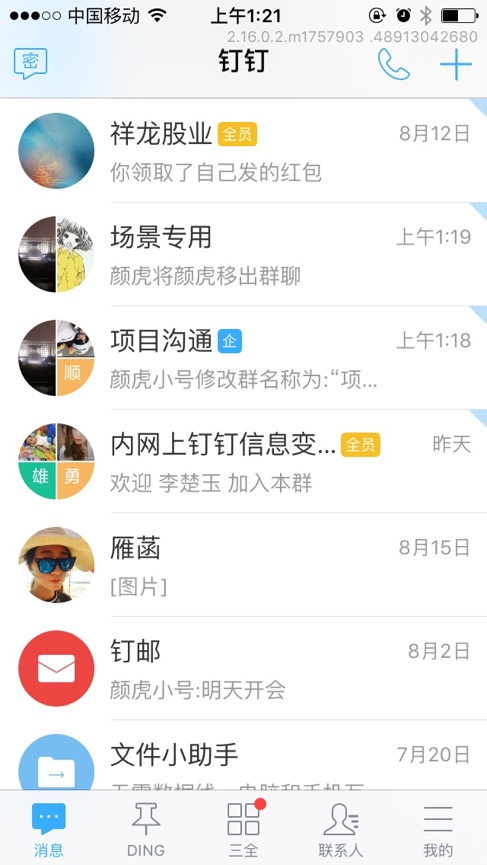 中国移动 上午1:21
2.16.0.2.m1757903 .48913042680
密 钉钉
祥龙股业 全员 8月12日
你领取了自己发的红包
场景专用 上午1:19
颜虎将颜虎移出群聊
项目沟通 企 上午1:18
顺
颜虎小号修改群名称为:“项...
内网上钉钉信息变... 全员 昨天
雄 勇
欢迎 李楚玉 加入本群
雁菡 8月15日
[图片]
钉邮 8月2日
颜虎小号:明天开会
文件小助手 7月20日
消息 DING 三全 联系人 我的